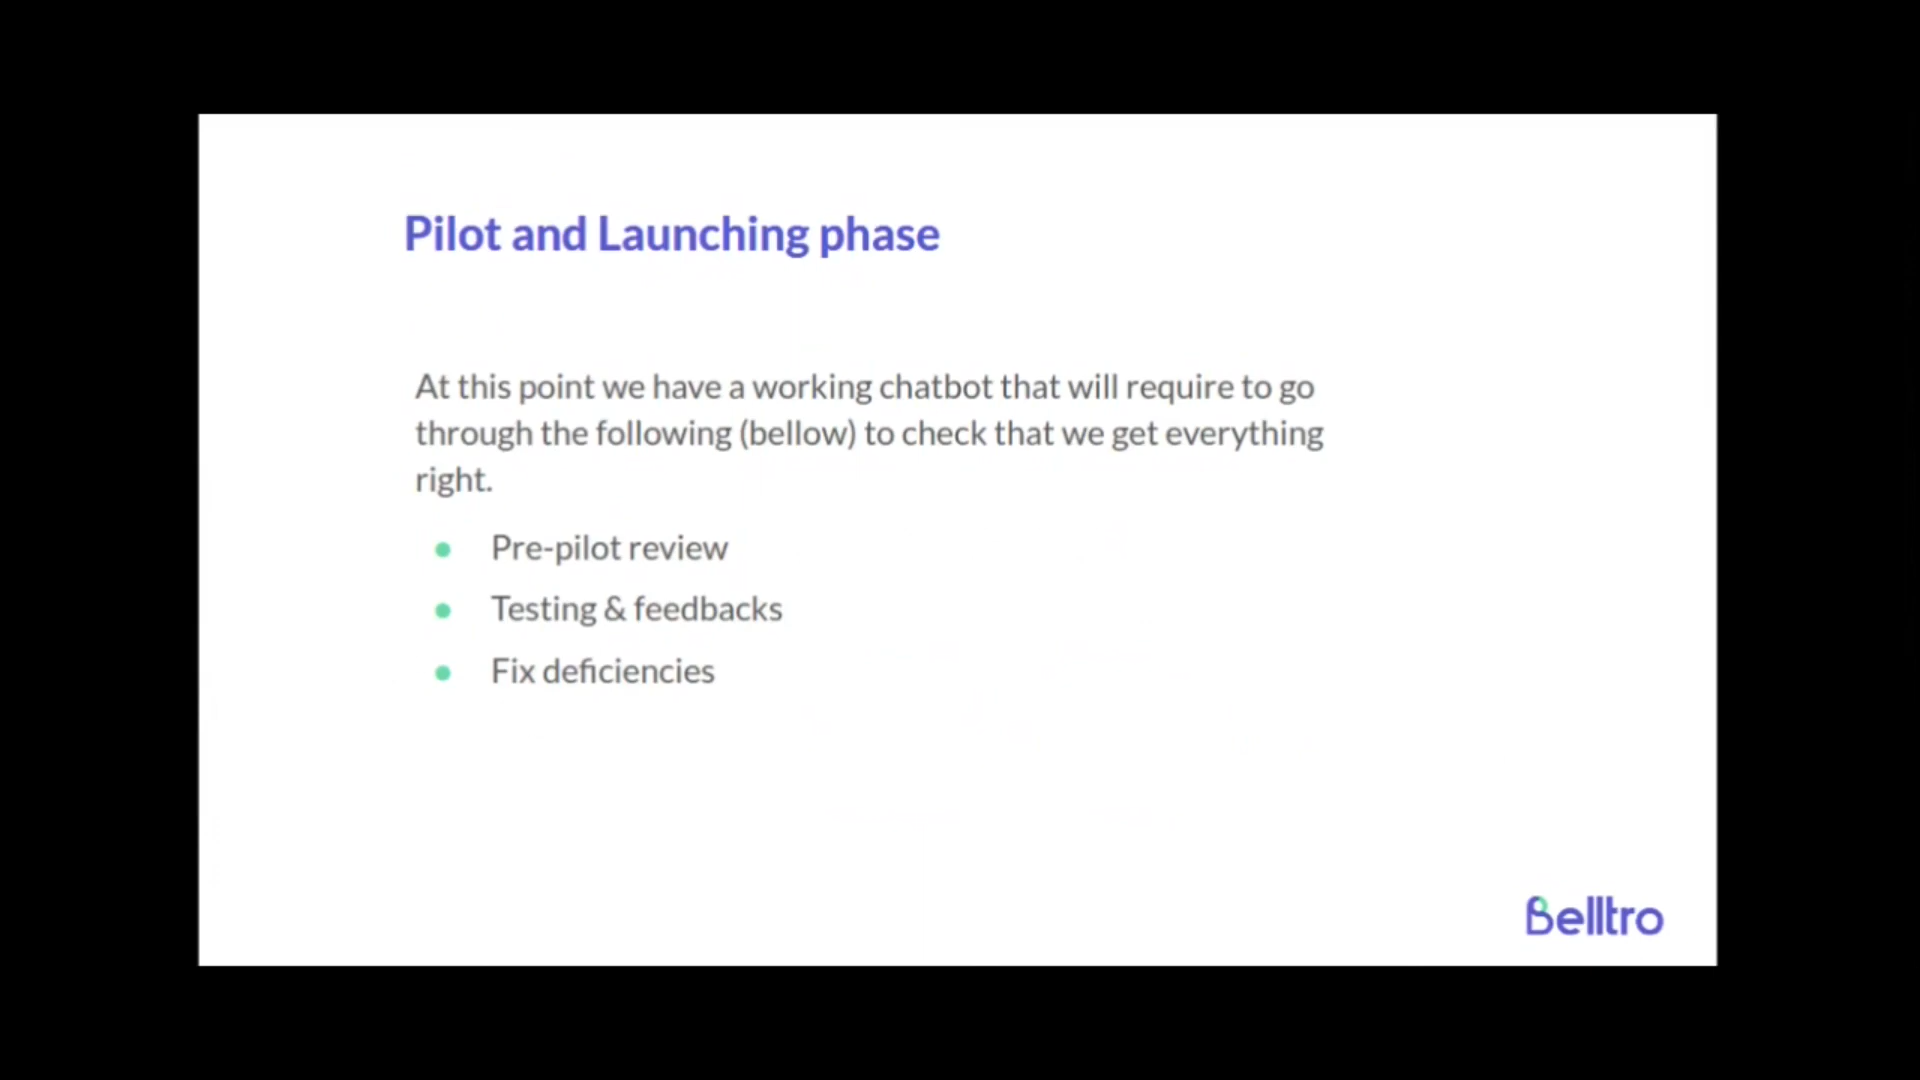 Pilot and Launching phase
At this point we have a working chatbot that will require to go
through the following (bellow) to check that we get everything
right.
Pre-pilot review
Testing & feedbacks
Fix deficiencies
Belltro